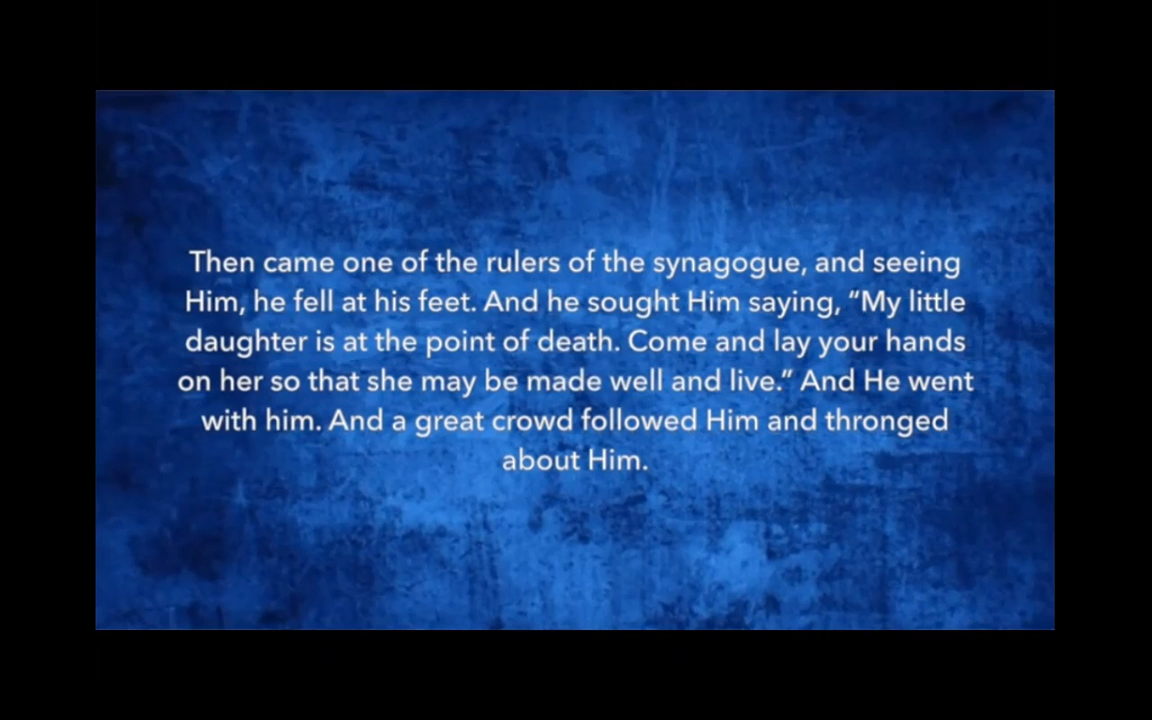 Then came one of the rulers of the synagogue, and seeing
Him, he fell at his feet. And he sought Him saying, “My little
daughter is at the point of death. Come and lay your hands
on her so that she may be made well and live.” And He went
with him. And a great crowd followed Him and thronged
about Him.